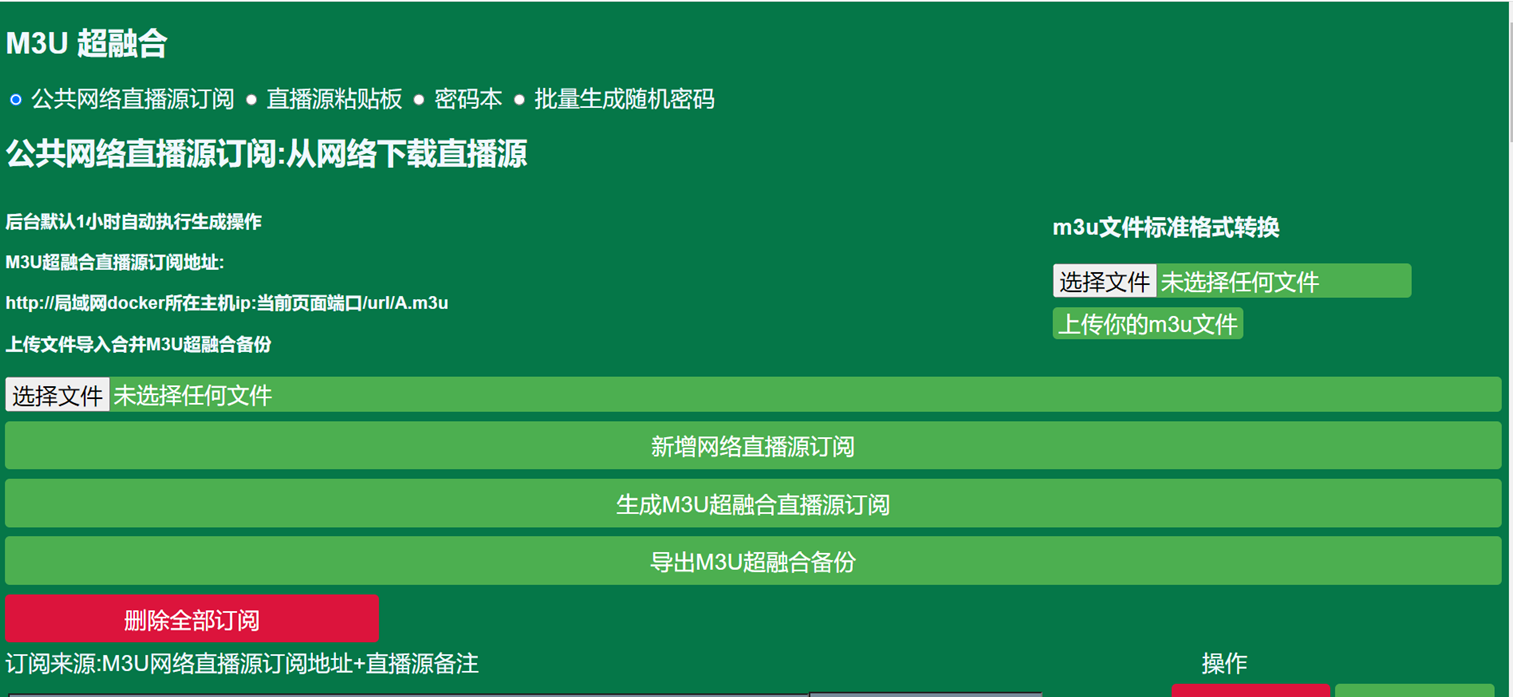 M3U 超融合
公共网络直播源订阅 直播源粘贴板 密码本 批量生成随机密码
公共网络直播源订阅:从网络下载直播源
后台默认1小时自动执行生成操作
M3U超融合直播源订阅地址:
http://局域网docker所在主机ip:当前页面端口/url/A.m3u
上传文件导入合并M3U超融合备份
m3u文件标准格式转换
选择文件 未选择任何文件
上传你的m3u文件
选择文件 未选择任何文件
新增网络直播源订阅
生成M3U超融合直播源订阅
导出M3U超融合备份
删除全部订阅
订阅来源:M3U网络直播源订阅地址+直播源备注
操作